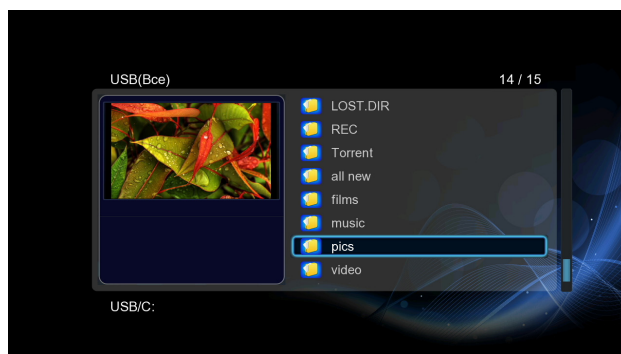 USB(Все)
14 / 15
LOST.DIR
REC
Torrent
all new
films
music
pics
video
USB/C: